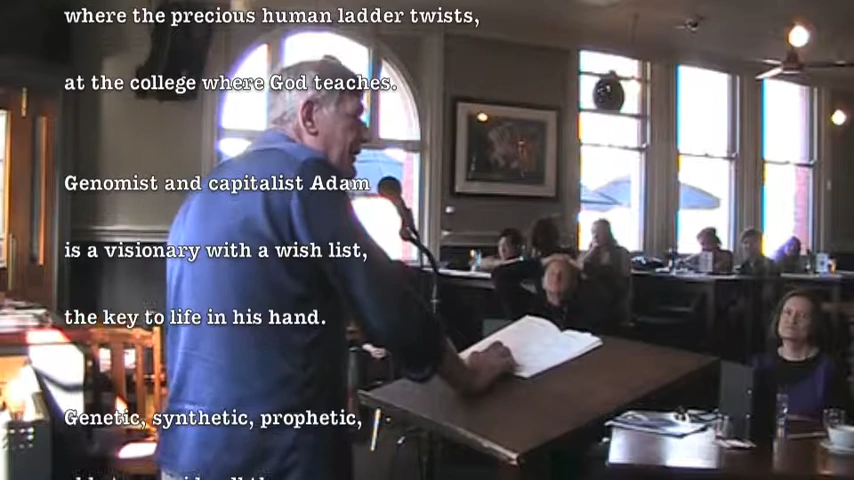 where the precious human ladder twists,
at the college where God teaches.
Genomist and capitalist Adam
is a visionary with a wish list,
the key to life in his hand.
Genetic, synthetic, prophetic,